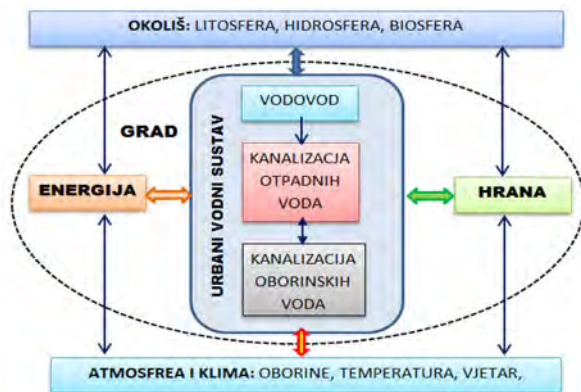 OKOLIŠ: LITOSFERA, HIDROSFERA, BIOSFERA
GRAD
URBANI VODNI SUSTAV
VODOVOD
KANALIZACJA
OTPADNIH
VODA
ENERGIJA
HRANA
KANALIZACIJA
OBORINSKIH
VODA
ATMOSFREA I KLIMA: OBORINE, TEMPERATURA, VJETAR,